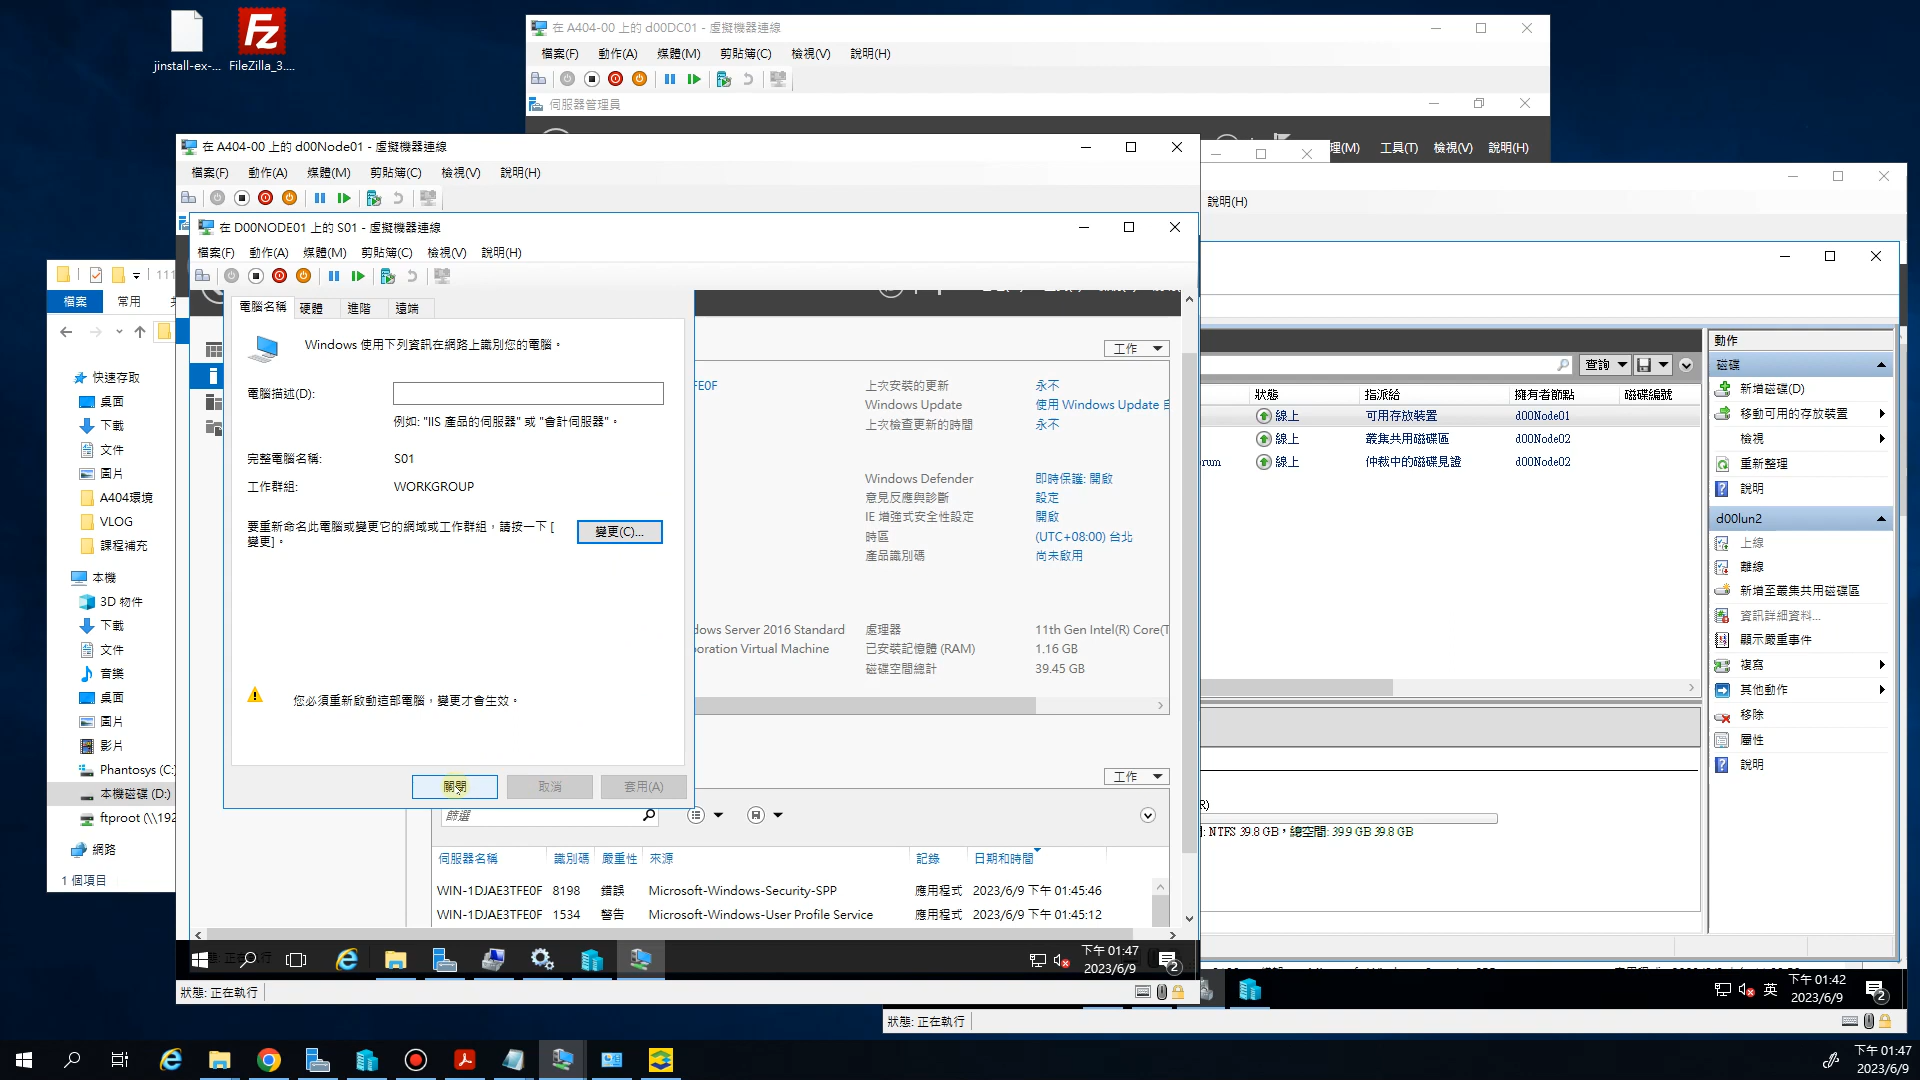 jinstall-ex-...
FileZilla_3....
在 A404-00 上的 d00DC01 - 虛擬機器連線
檔案(F) 動作(A) 媒體(M) 剪貼簿(C) 檢視(V) 說明(H)
伺服器管理員
理(M) 工具(T) 檢視(V) 說明(H)
在 A404-00 上的 d00Node01 - 虛擬機器連線
檔案(F) 動作(A) 媒體(M) 剪貼簿(C) 檢視(V) 說明(H)
說明(H)
在 D00NODE01 上的 S01 - 虛擬機器連線
檔案(F) 動作(A) 媒體(M) 剪貼簿(C) 檢視(V) 說明(H)
111
檔案 常用
快速存取
桌面
下載
文件
圖片
A404環境
VLOG
課程補充
本機
3D 物件
下載
文件
音樂
桌面
圖片
影片
Phantosys (C:
本機磁碟 (D:)
ftproot (\\192
網路
1 個項目
電腦名稱 硬體 進階 遠端
Windows 使用下列資訊在網路上識別您的電腦。
電腦描述(D):
例如: "IIS 產品的伺服器" 或 "會計伺服器"。
完整電腦名稱: S01
工作群組: WORKGROUP
要重新命名此電腦或變更它的網域或工作群組，請按一下 [
變更]。
變更(C)...
您必須重新啟動這部電腦，變更才會生效。
關閉 取消 套用(A)
工作
FE0F 上次安裝的更新 永不
Windows Update 使用 Windows Update
上次檢查更新的時間 永不
Windows Defender 即時保護: 開啟
意見反應與診斷 設定
IE 增強式安全性設定 開啟
時區 (UTC+08:00) 台北
產品識別碼 尚未啟用
dows Server 2016 Standard 處理器 11th Gen Intel(R) Core(T
oration Virtual Machine 已安裝記憶體 (RAM) 1.16 GB
磁碟空間總計 39.45 GB
工作
篩選
伺服器名稱 識別碼 嚴重性 來源 記錄 日期和時間
WIN-1DJAE3TFE0F 8198 錯誤 Microsoft-Windows-Security-SPP 應用程式 2023/6/9 下午 01:45:46
WIN-1DJAE3TFE0F 1534 警告 Microsoft-Windows-User Profile Service 應用程式 2023/6/9 下午 01:45:12
下午 01:47
2023/6/9
2
狀態: 正在執行
查詢
狀態 指派給 擁有者節點 磁碟編號
線上 可用存放裝置 d00Node01
線上 叢集共用磁碟區 d00Node02
rum 線上 仲裁中的磁碟見證 d00Node02
R)
: NTFS 39.8 GB，總空間: 39.9 GB 39.8 GB
動作
磁碟
新增磁碟(D)
移動可用的存放裝置
檢視
重新整理
說明
d00lun2
上線
離線
新增至叢集共用磁碟區
資訊詳細資料...
顯示嚴重事件
複寫
其他動作
移除
屬性
說明
英
下午 01:42
2023/6/9
2
狀態: 正在執行
下午 01:47
2023/6/9